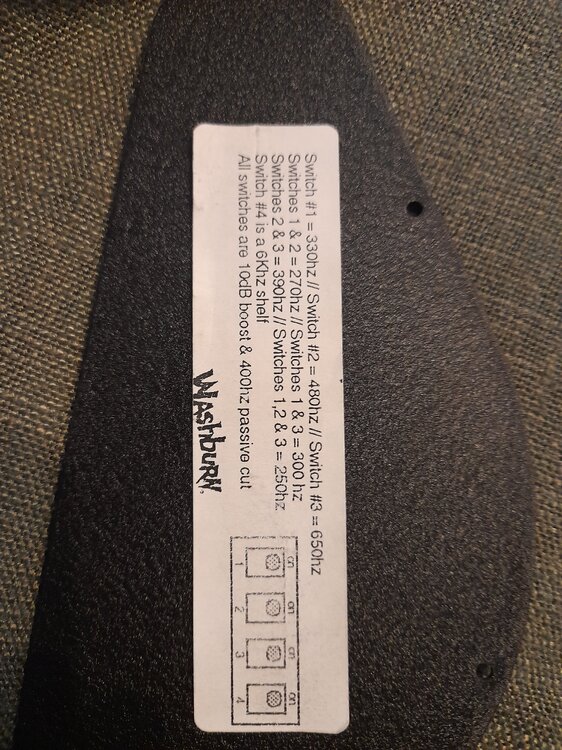 Switch #1 = 330hz // Switch #2 = 480hz // Switch #3 = 650hz
Switches 1 & 2 = 270hz // Switches 1 & 3 = 300 hz
Switches 2 & 3 = 390hz // Switches 1,2 & 3 = 250hz
Switch #4 is a 6Khz shelf
All switches are 10dB boost & 400hz passive cut
Washburn.
on on on on
1 2 3 4